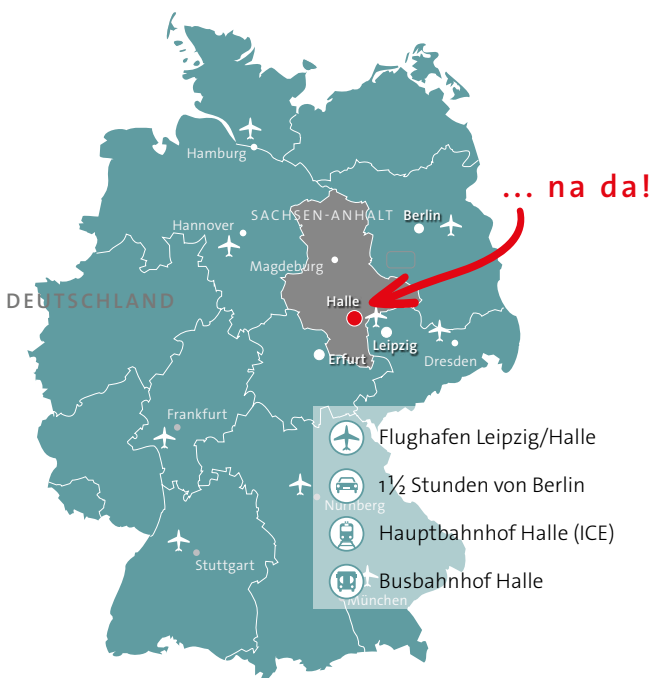 ... na da!
Hamburg
SACHSEN-ANHALT
Berlin
Hannover
Magdeburg
DEUTSCHLAND
Halle
Leipzig
Erfurt
Dresden
Frankfurt
Flughafen Leipzig/Halle
1½ Stunden von Berlin
Nürnberg
Hauptbahnhof Halle (ICE)
Stuttgart
Busbahnhof Halle
München